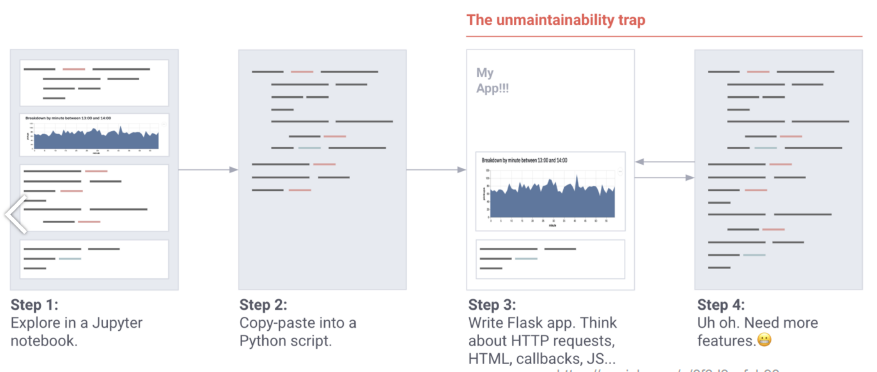 The unmaintainability trap
Breakdown by minute between 13:00 and 14:00
My
App!!!
Breakdown by minute between 13:00 and 14:00
Step 1:
Explore in a Jupyter
notebook.
Step 2:
Copy-paste into a
Python script.
Step 3:
Write Flask app. Think
about HTTP requests,
HTML, callbacks, JS...
Step 4:
Uh oh. Need more
features.😬